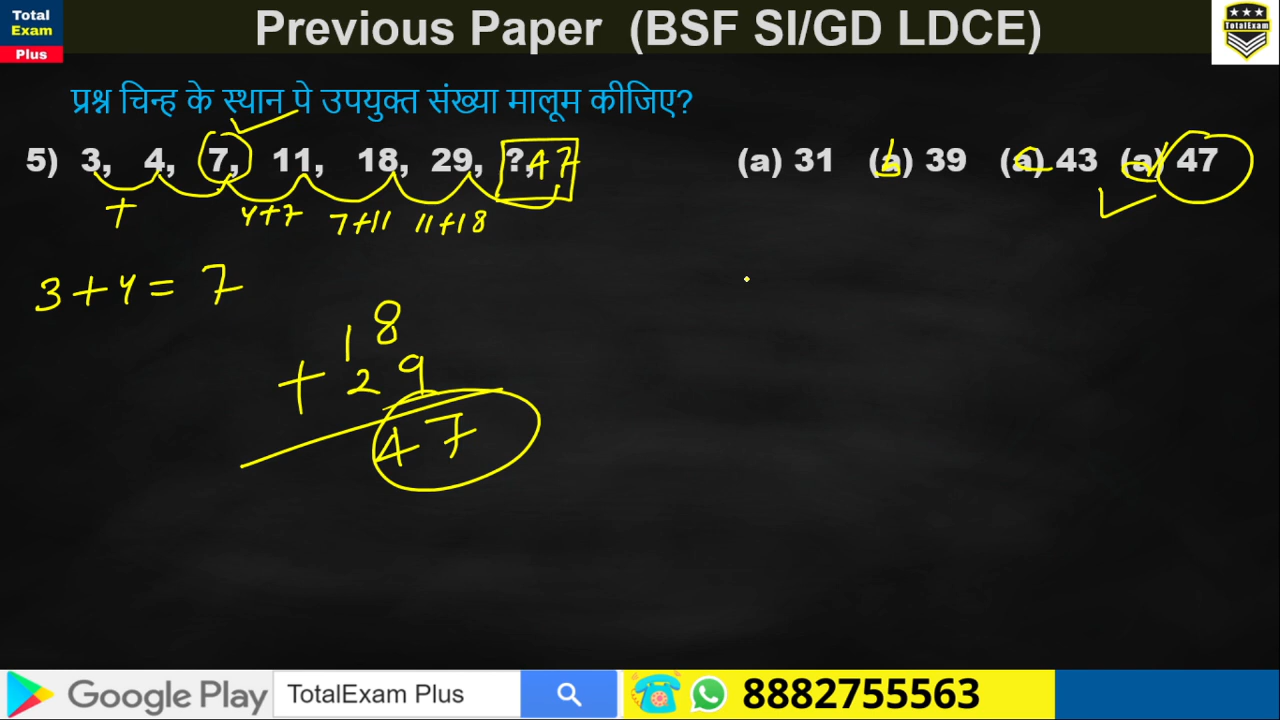 Total
Exam
Plus
Previous Paper (BSF SI/GD LDCE)
TotalExam
प्रश्न चिन्ह के स्थान पे उपयुक्त संख्या मालूम कीजिए?
5) 3, 4, 7, 11, 18, 29, ?, 47 (a) 31 (a) 39 (a) 43 (a) 47
+ 4+7 7+11 11+18
3+4= 7
18
+ 29
47
Google Play TotalExam Plus 8882755563